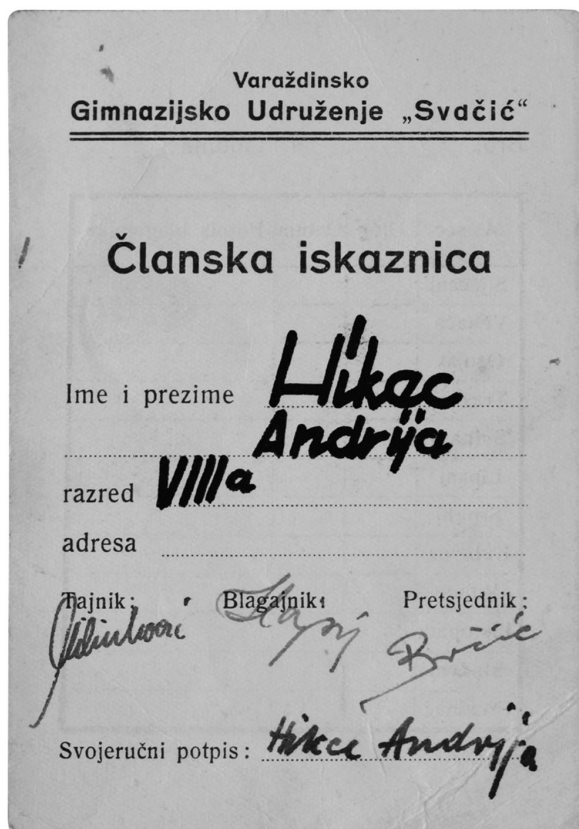 Varaždinsko
Gimnazijsko Udruženje „Svačić“
Članska iskaznica
Ime i prezime Hikec
Andrija
razred VIIIa
adresa
Tajnik: Blagajnik: Pretsjednik:
Svojeručni potpis: Hikec Andrija